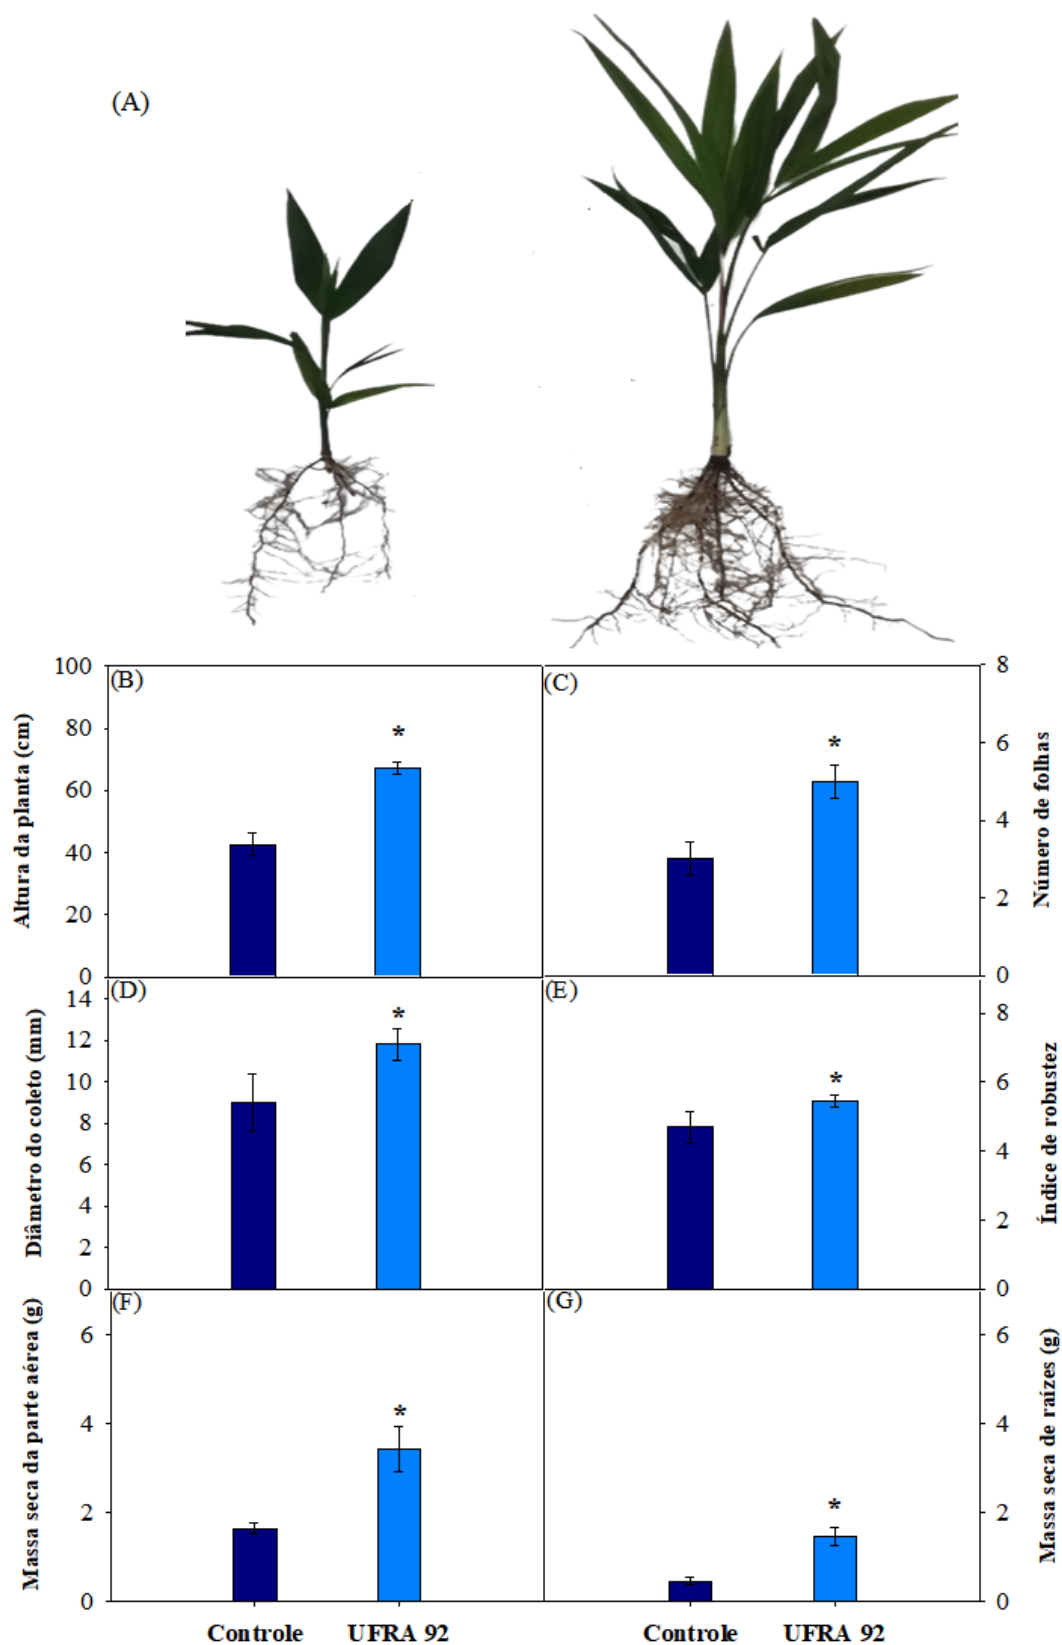 (A)
(B)
100
80
60
40
20
0
Altura da planta (cm)
*
(C)
8
6
4
2
0
Número de folhas
*
(D)
14
12
10
8
6
4
2
0
Diâmetro do coleto (mm)
*
(E)
8
6
4
2
0
Índice de robustez
*
(F)
6
4
2
0
Massa seca da parte aérea (g)
*
(G)
6
4
2
0
Massa seca de raízes (g)
*
Controle UFRA 92
Controle UFRA 92